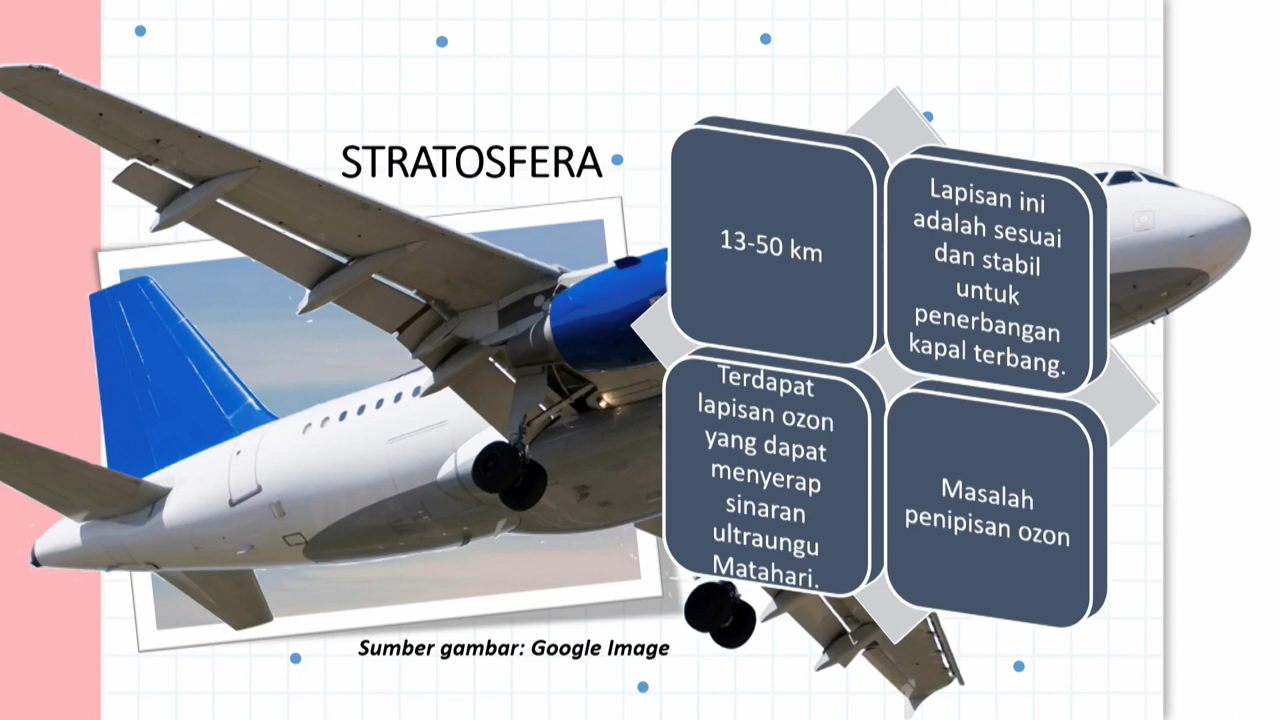 STRATOSFERA
13-50 km
Lapisan ini
adalah sesuai
dan stabil
untuk
penerbangan
kapal terbang.
Terdapat
lapisan ozon
yang dapat
menyerap
sinaran
ultraungu
Matahari.
Masalah
penipisan ozon
Sumber gambar: Google Image